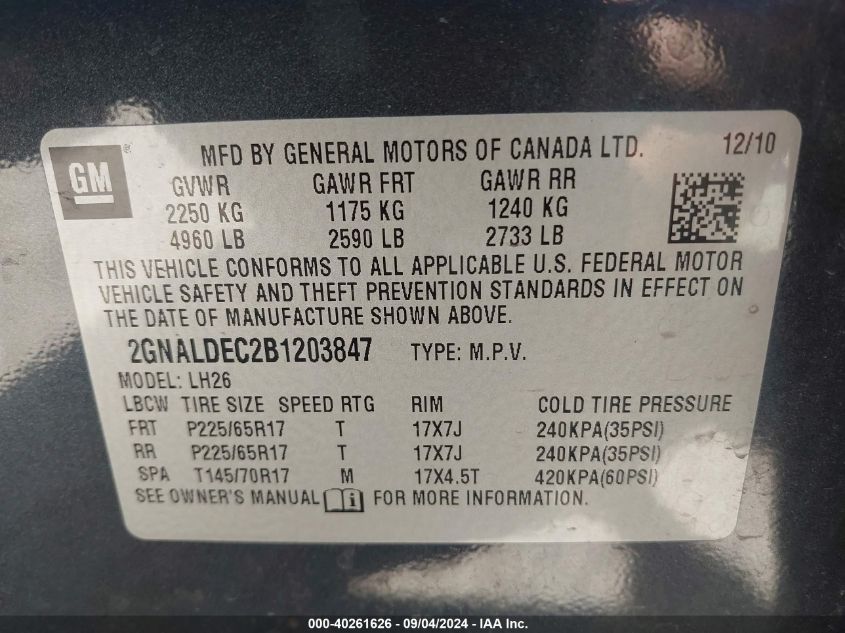 GM
MFD BY GENERAL MOTORS OF CANADA LTD. 12/10
GVWR GAWR FRT GAWR RR
2250 KG 1175 KG 1240 KG
4960 LB 2590 LB 2733 LB
THIS VEHICLE CONFORMS TO ALL APPLICABLE U.S. FEDERAL MOTOR
VEHICLE SAFETY AND THEFT PREVENTION STANDARDS IN EFFECT ON
THE DATE OF MANUFACTURE SHOWN ABOVE.
2GNALDEC2B1203847 TYPE: M.P.V.
MODEL: LH26
LBCW TIRE SIZE SPEED RTG RIM COLD TIRE PRESSURE
FRT P225/65R17 T 17X7J 240KPA(35PSI)
RR P225/65R17 T 17X7J 240KPA(35PSI)
SPA T145/70R17 M 17X4.5T 420KPA(60PSI)
SEE OWNER'S MANUAL i FOR MORE INFORMATION.
000-40261626 - 09/04/2024 - IAA Inc.